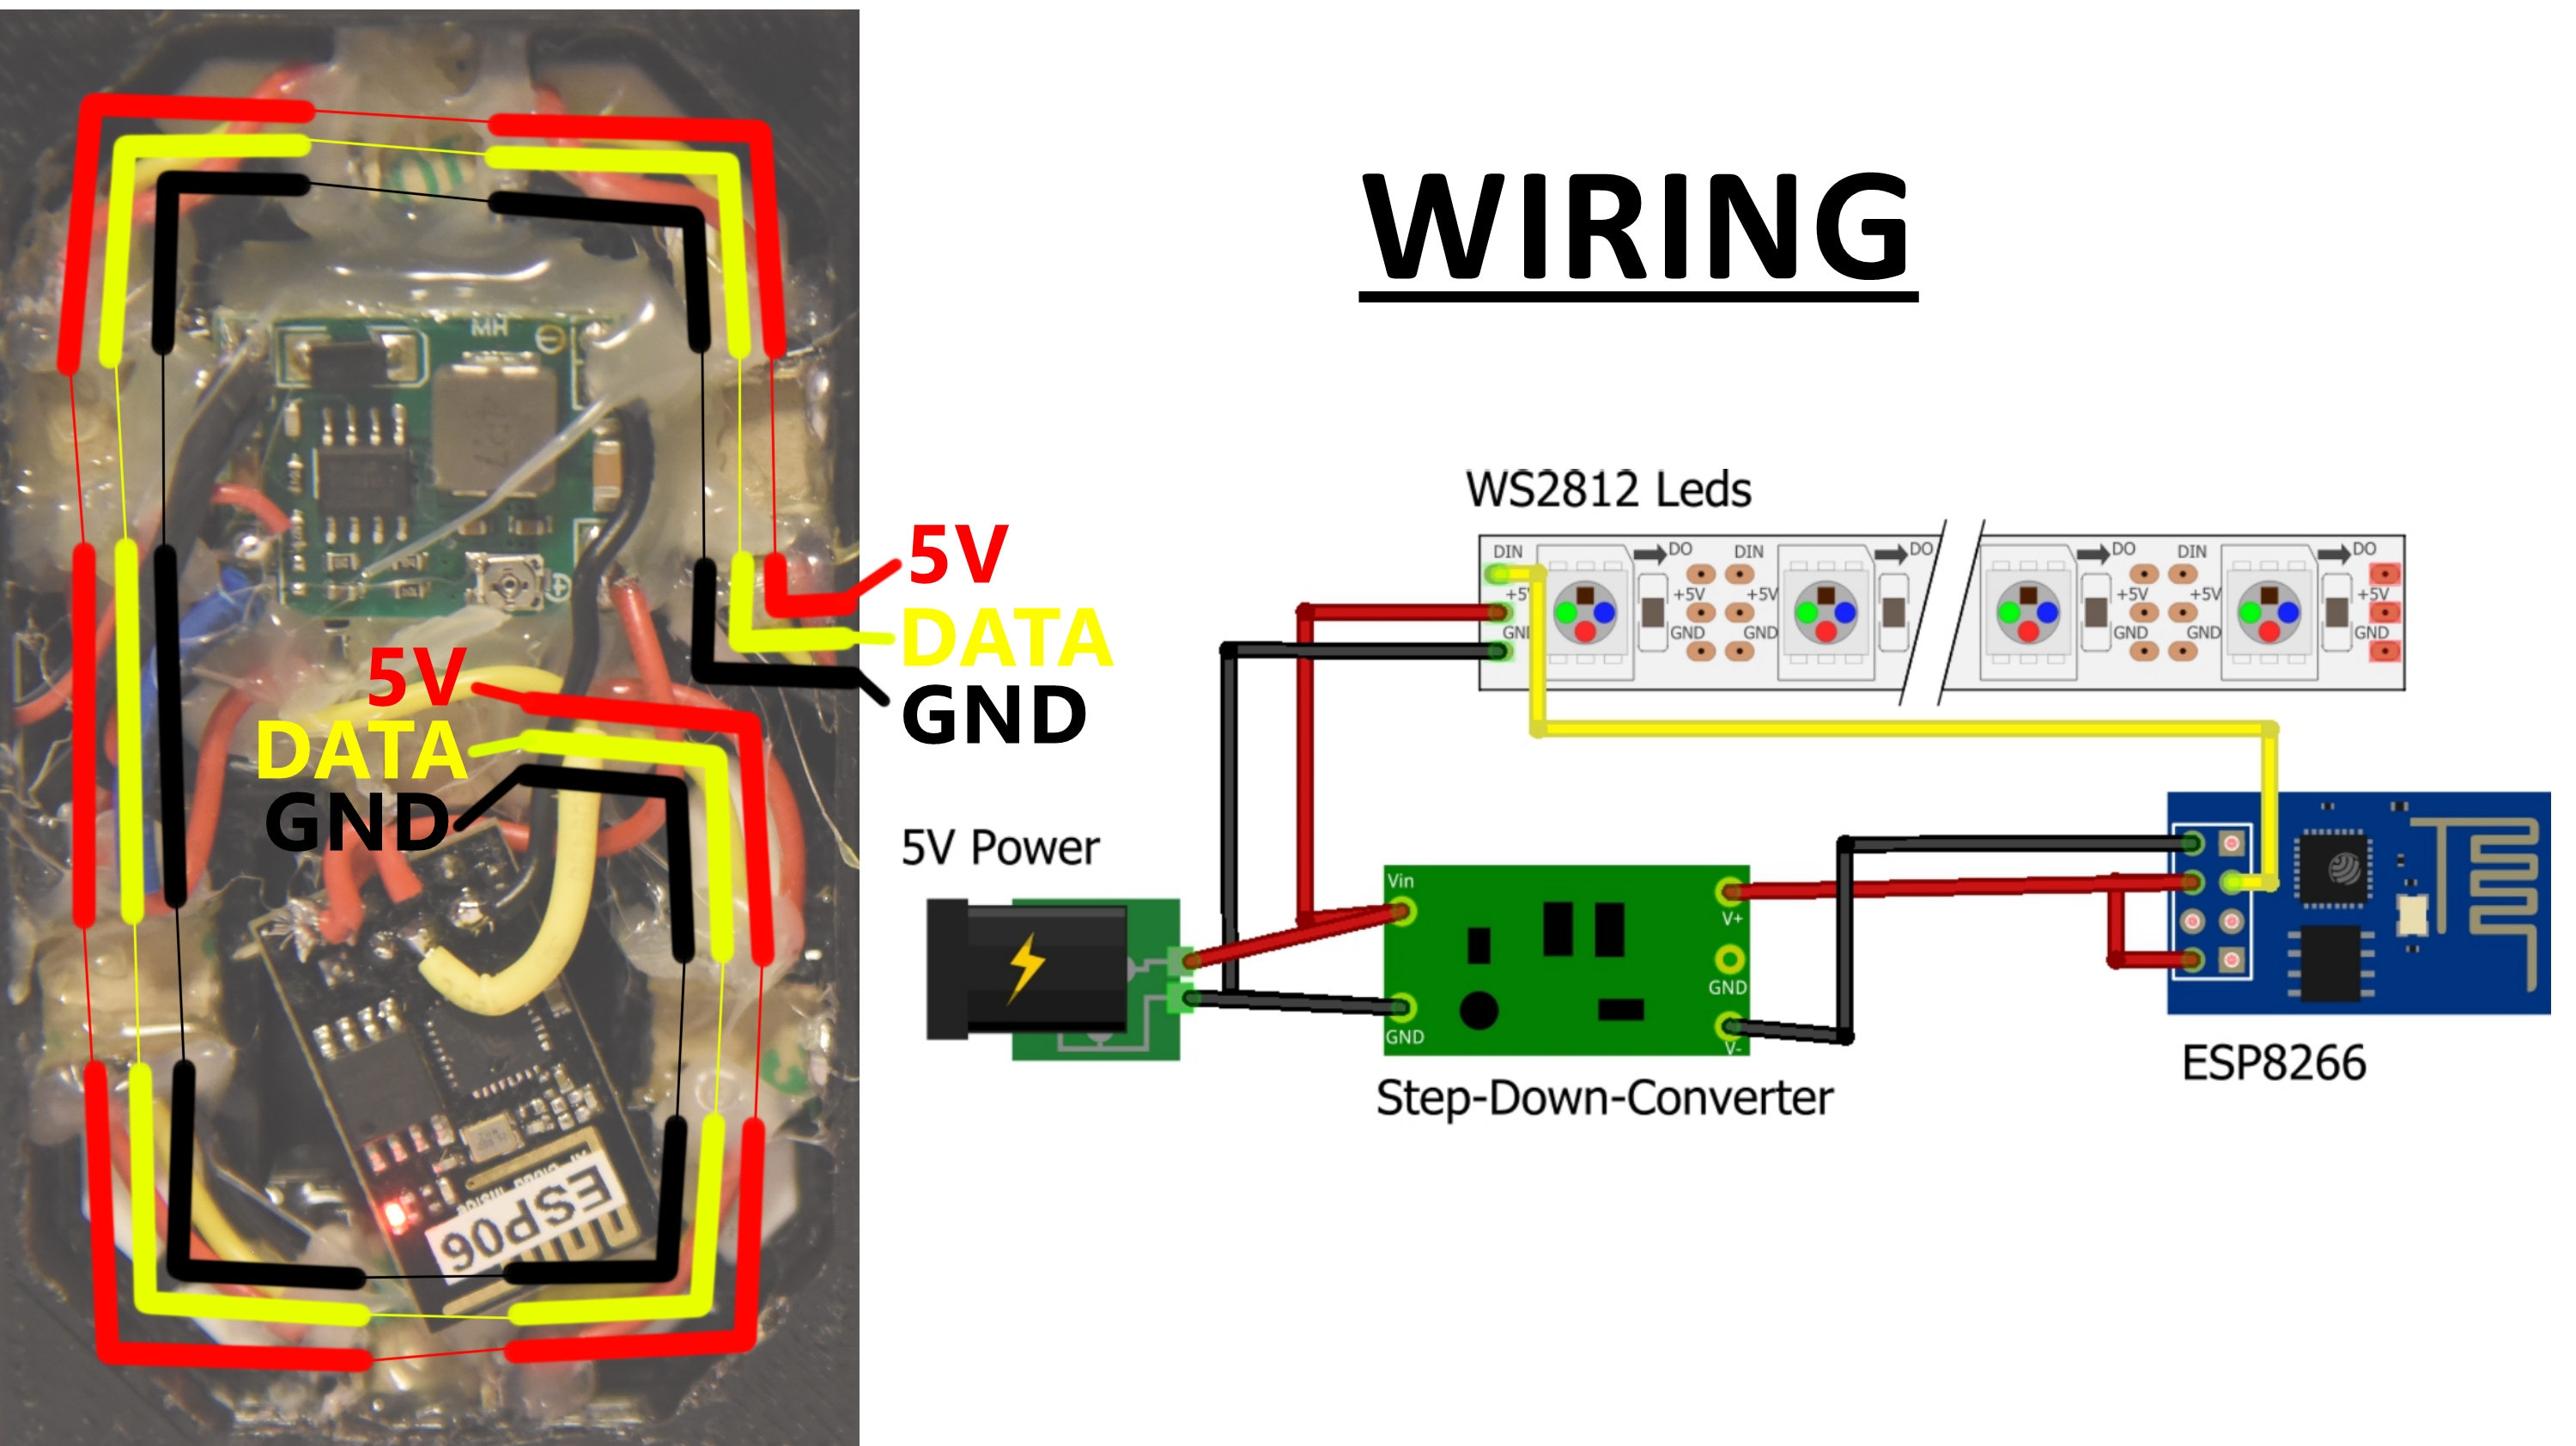 WIRING
MH
5V
DATA
GND
5V
DATA
GND
ESP06
WS2812 Leds
DIN DO DIN DO DO DIN DO
+5V +5V +5V +5V +5V +5V
GND GND GND GND GND GND
5V Power
Vin
V+
GND
GND
V-
Step-Down-Converter
ESP8266